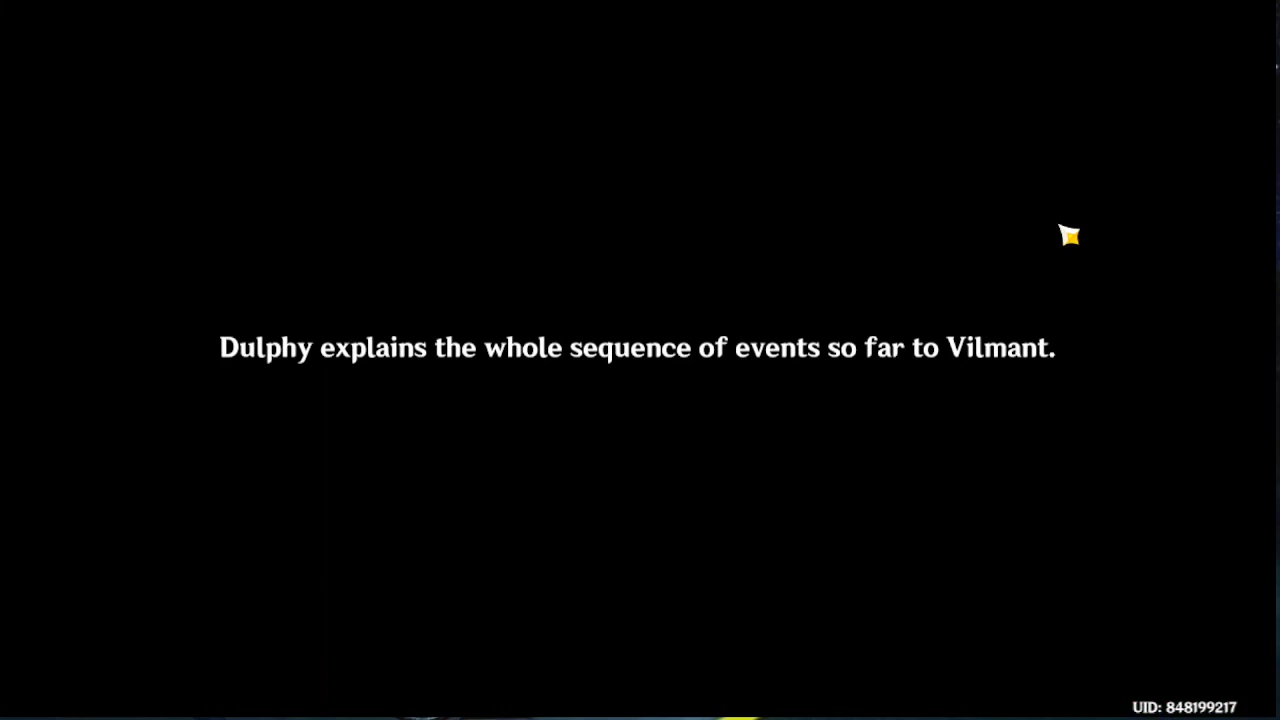 Dulphy explains the whole sequence of events so far to Vilmant.
UID: 848199217